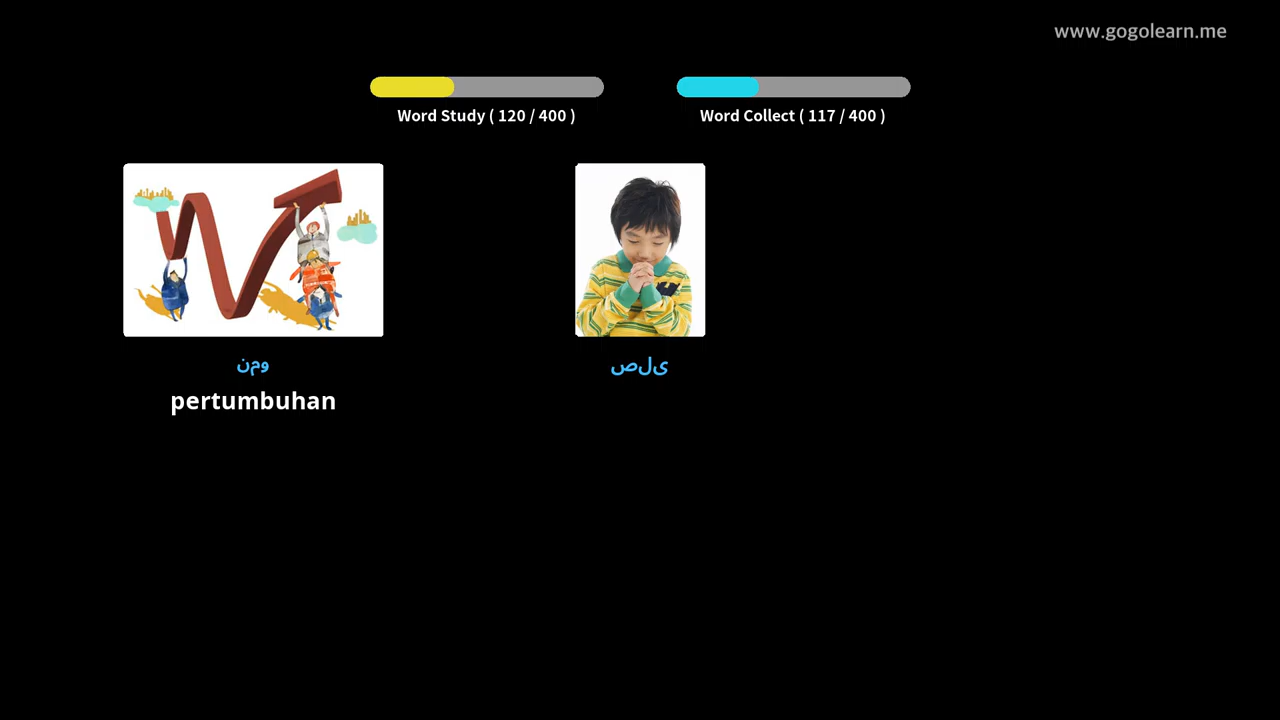 www.gogolearn.me
Word Study ( 120 / 400 )
Word Collect ( 117 / 400 )
نمو
pertumbuhan
صلى